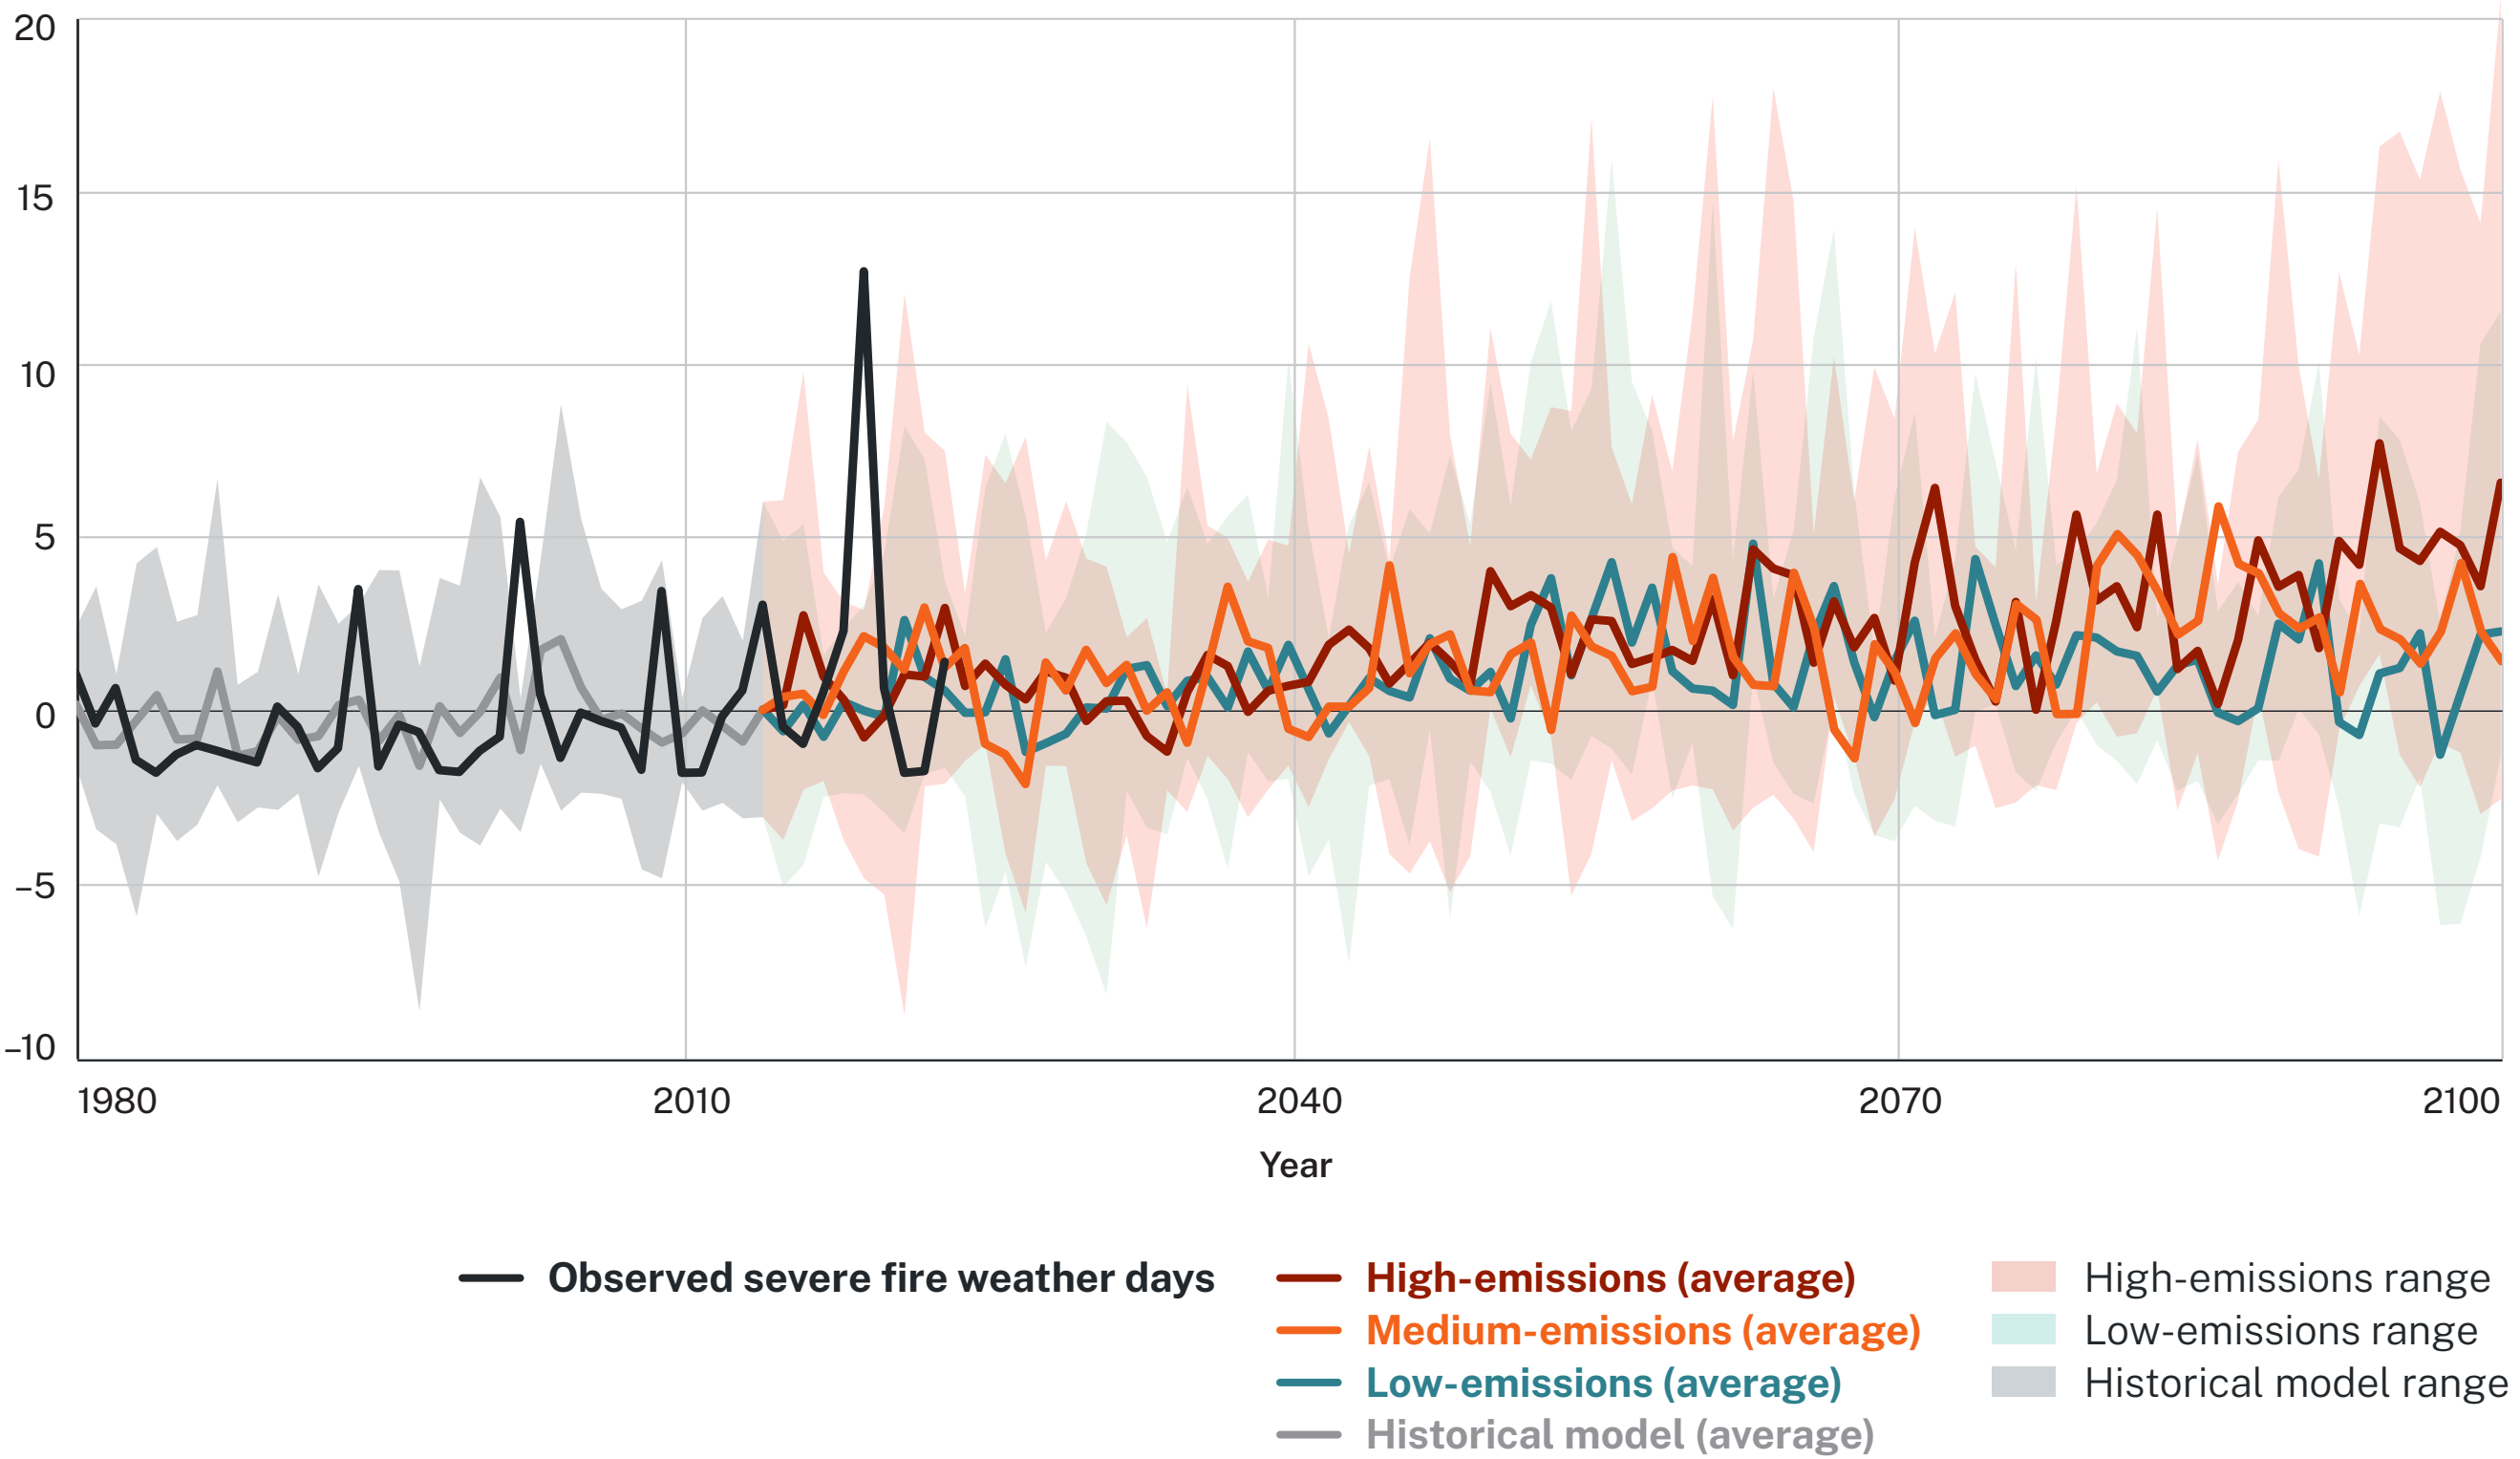 20
15
10
5
0
–5
–10
1980 2010 2040 2070 2100
Year
Observed severe fire weather days
High-emissions (average)
Medium-emissions (average)
Low-emissions (average)
Historical model (average)
High-emissions range
Low-emissions range
Historical model range